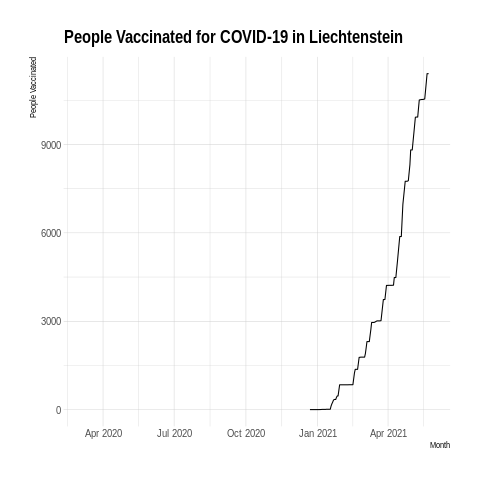 People Vaccinated for COVID-19 in Liechtenstein
People Vaccinated
9000
6000
3000
0
Apr 2020 Jul 2020 Oct 2020 Jan 2021 Apr 2021
Month